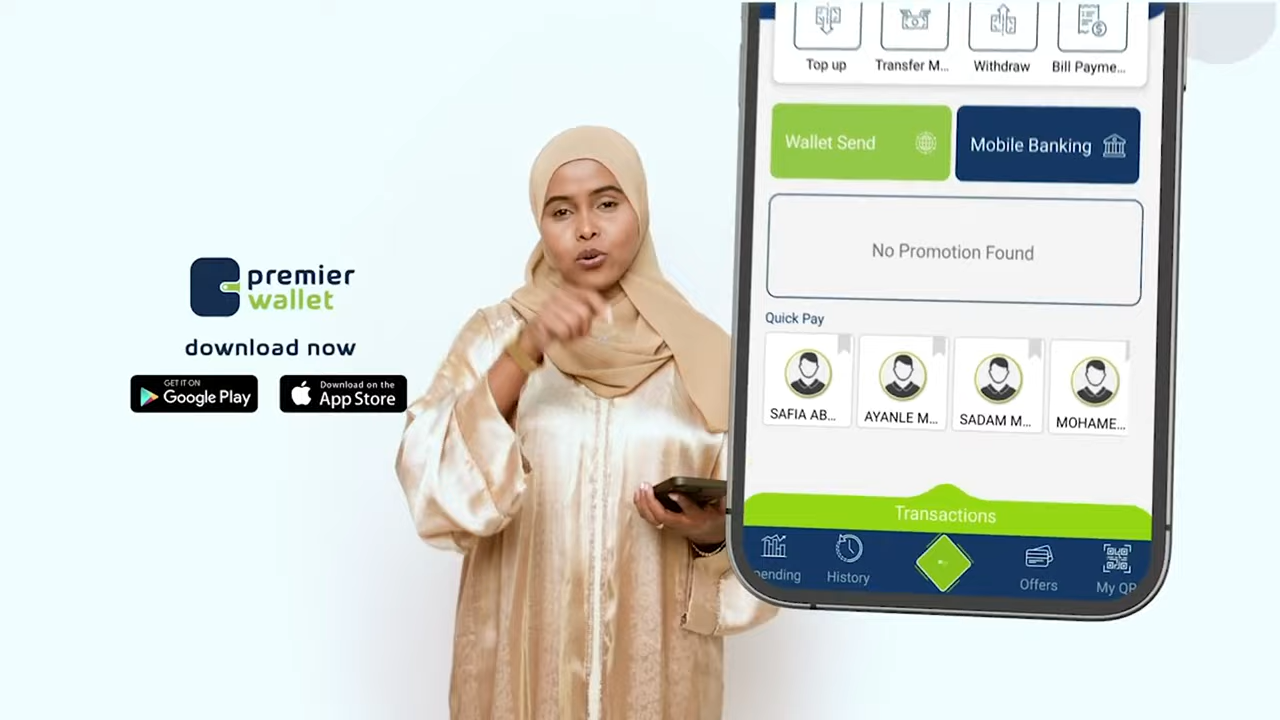 premier
wallet
download now
GET IT ON
Google Play
Download on the
App Store
Top up
Transfer M...
Withdraw
Bill Payme...
Wallet Send
Mobile Banking
No Promotion Found
Quick Pay
SAFIA AB...
AYANLE M...
SADAM M...
MOHAME...
Transactions
pending
History
Offers
My QR